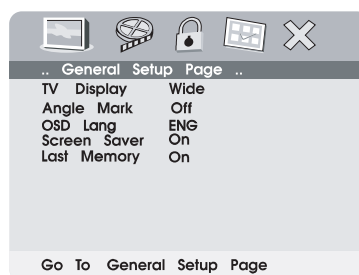 .. General Setup Page ..
TV Display Wide
Angle Mark Off
OSD Lang ENG
Screen Saver On
Last Memory On
Go To General Setup Page